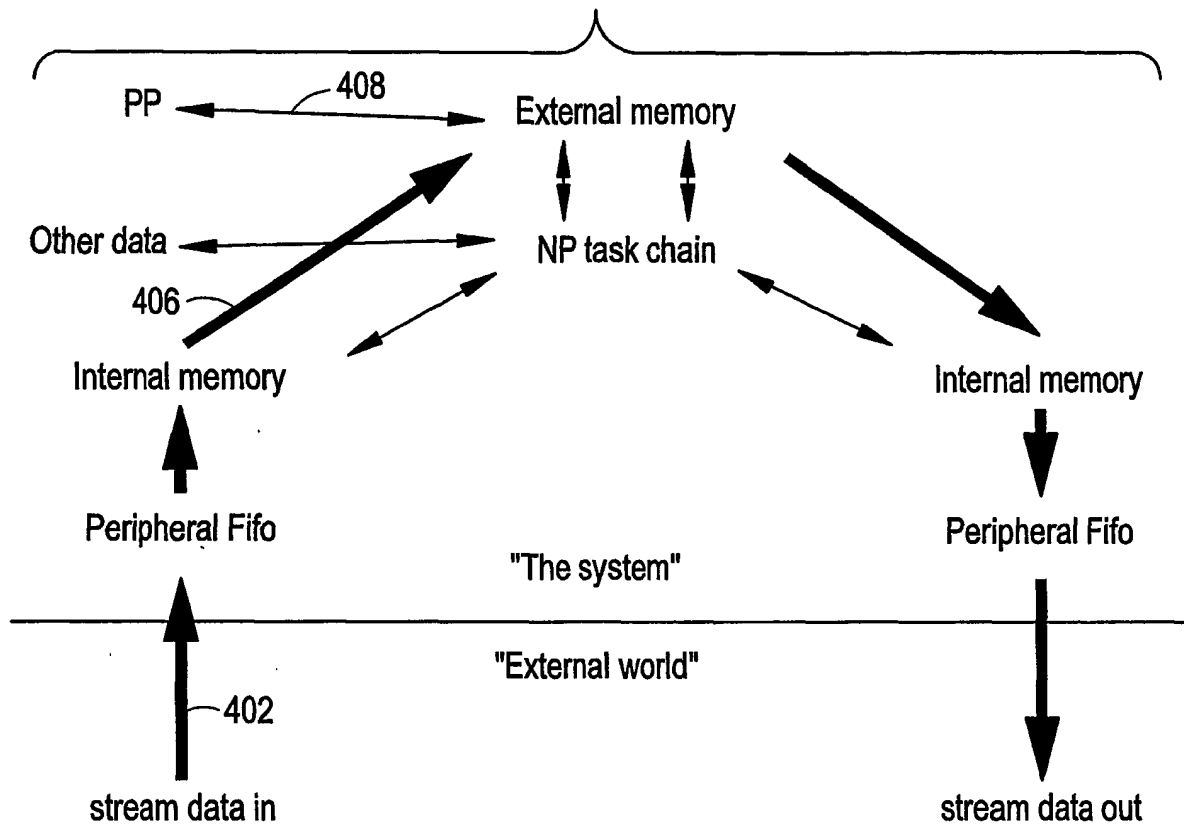 408
PP
External memory
Other data
NP task chain
406
Internal memory
Internal memory
Peripheral Fifo
Peripheral Fifo
"The system"
"External world"
402
stream data in
stream data out